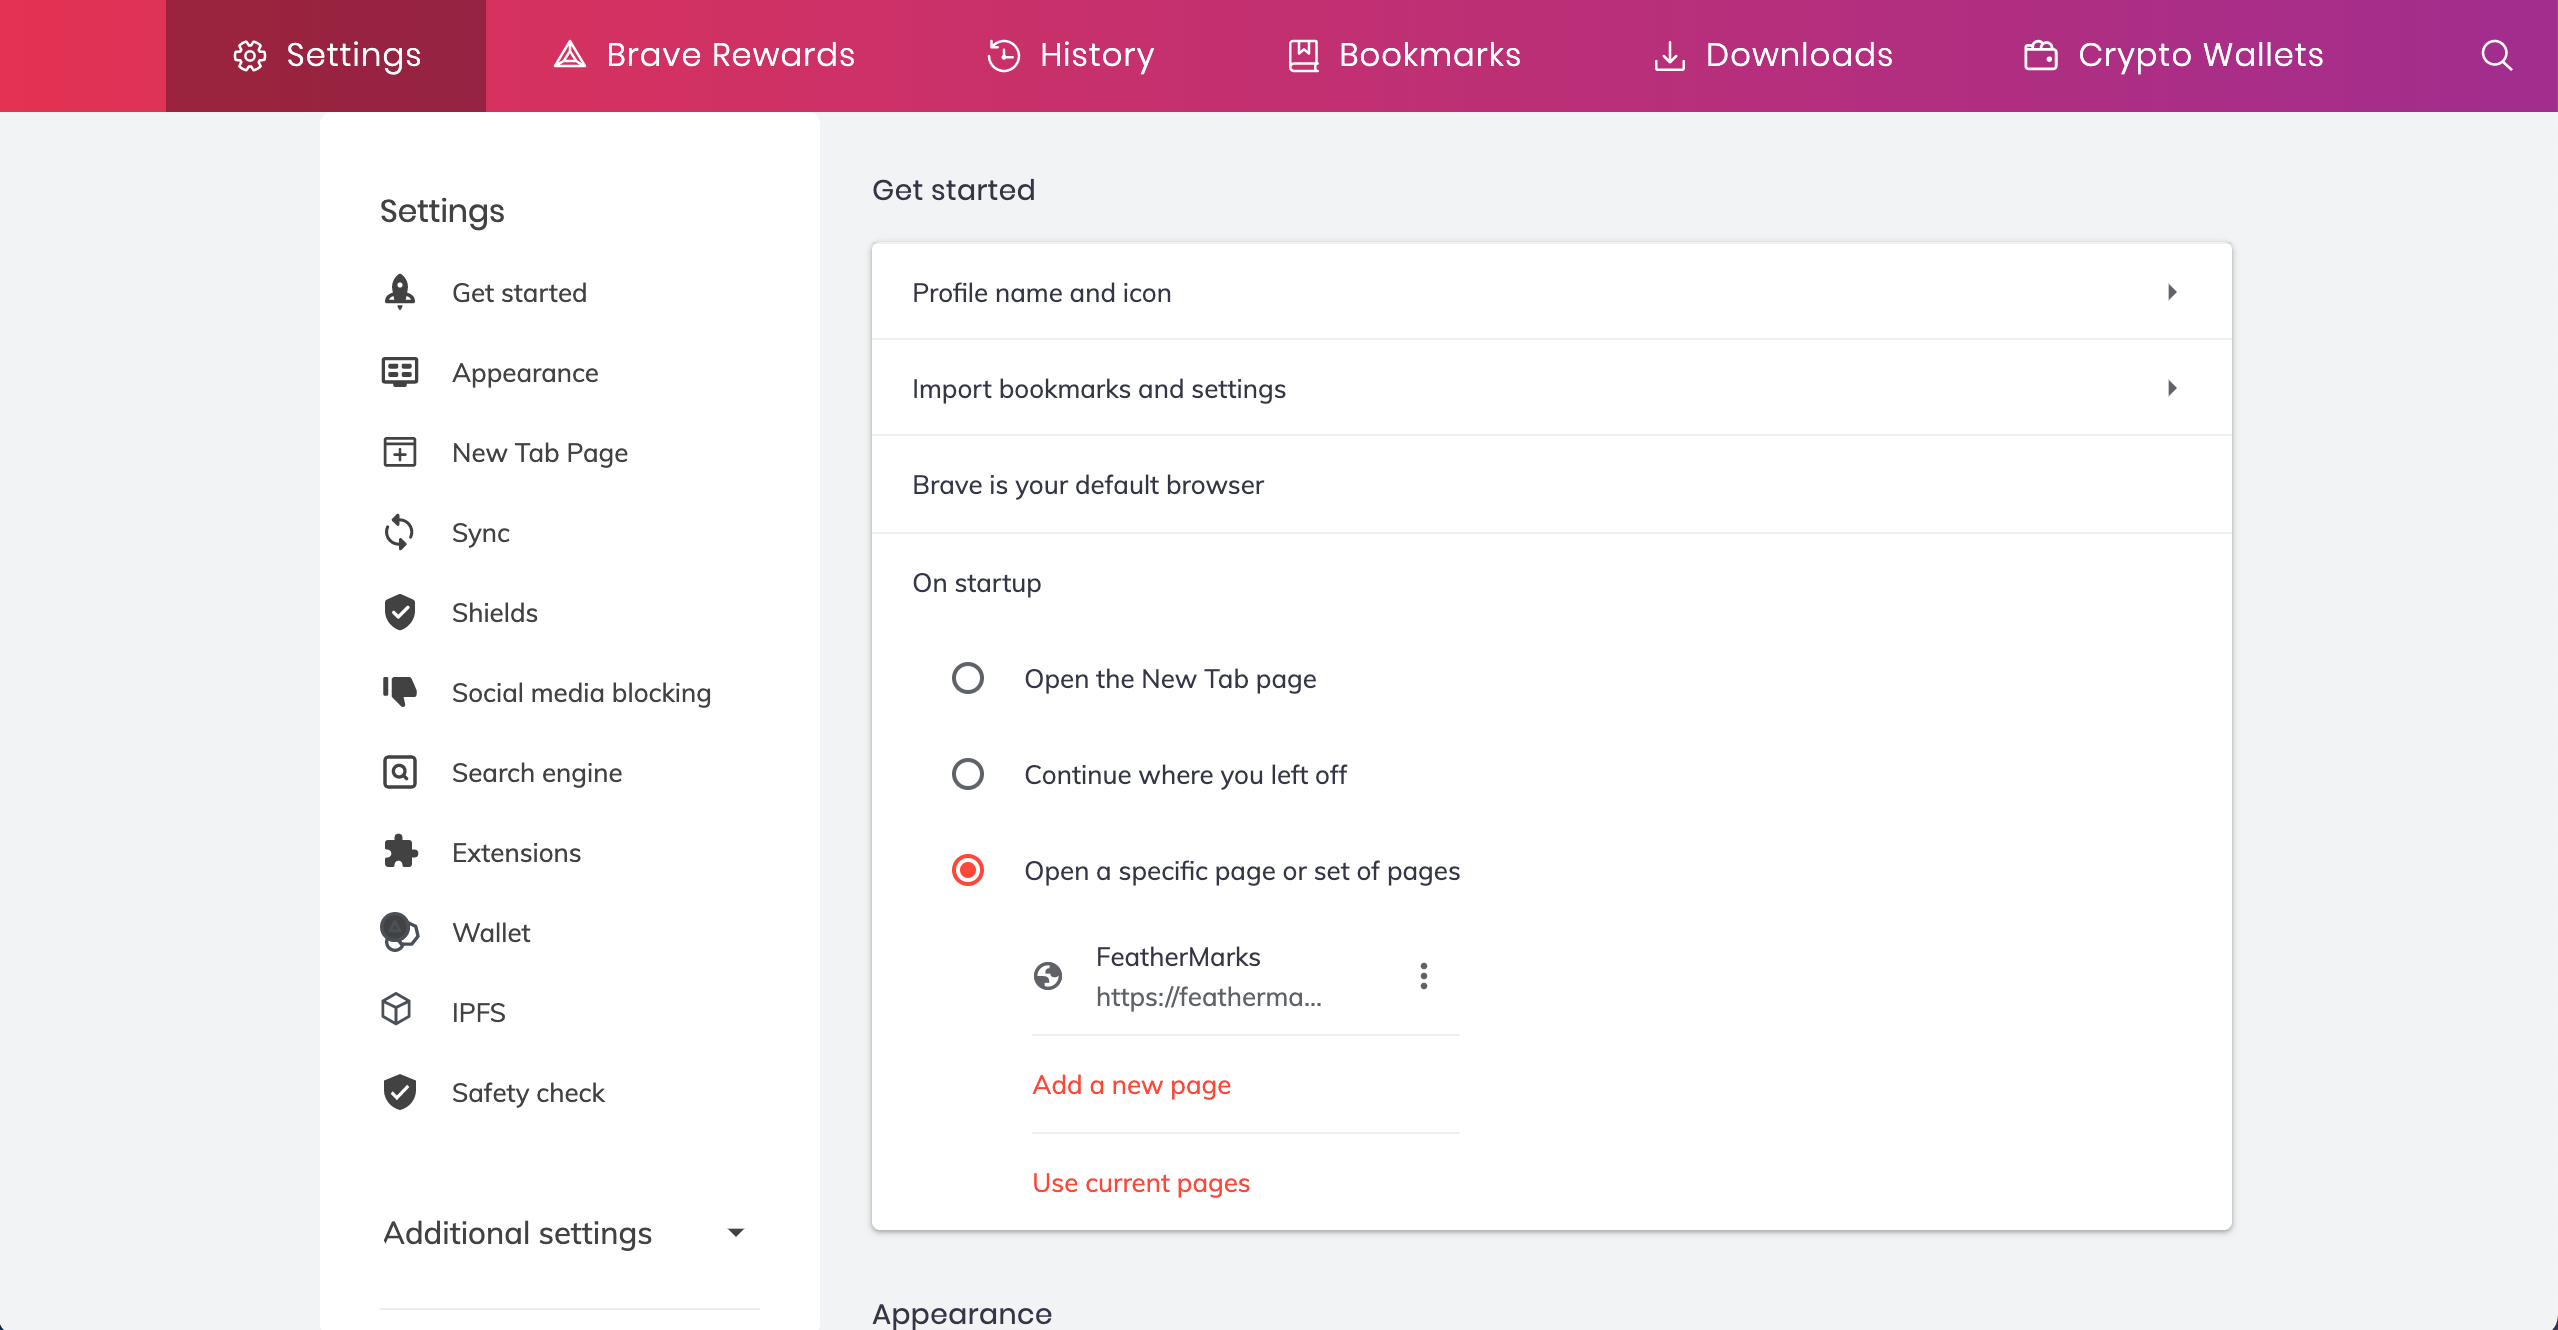 Settings
Brave Rewards
History
Bookmarks
Downloads
Crypto Wallets
Settings
Get started
Appearance
New Tab Page
Sync
Shields
Social media blocking
Search engine
Extensions
Wallet
IPFS
Safety check
Additional settings
Get started
Profile name and icon
Import bookmarks and settings
Brave is your default browser
On startup
Open the New Tab page
Continue where you left off
Open a specific page or set of pages
FeatherMarks
https://featherma...
Add a new page
Use current pages
Appearance